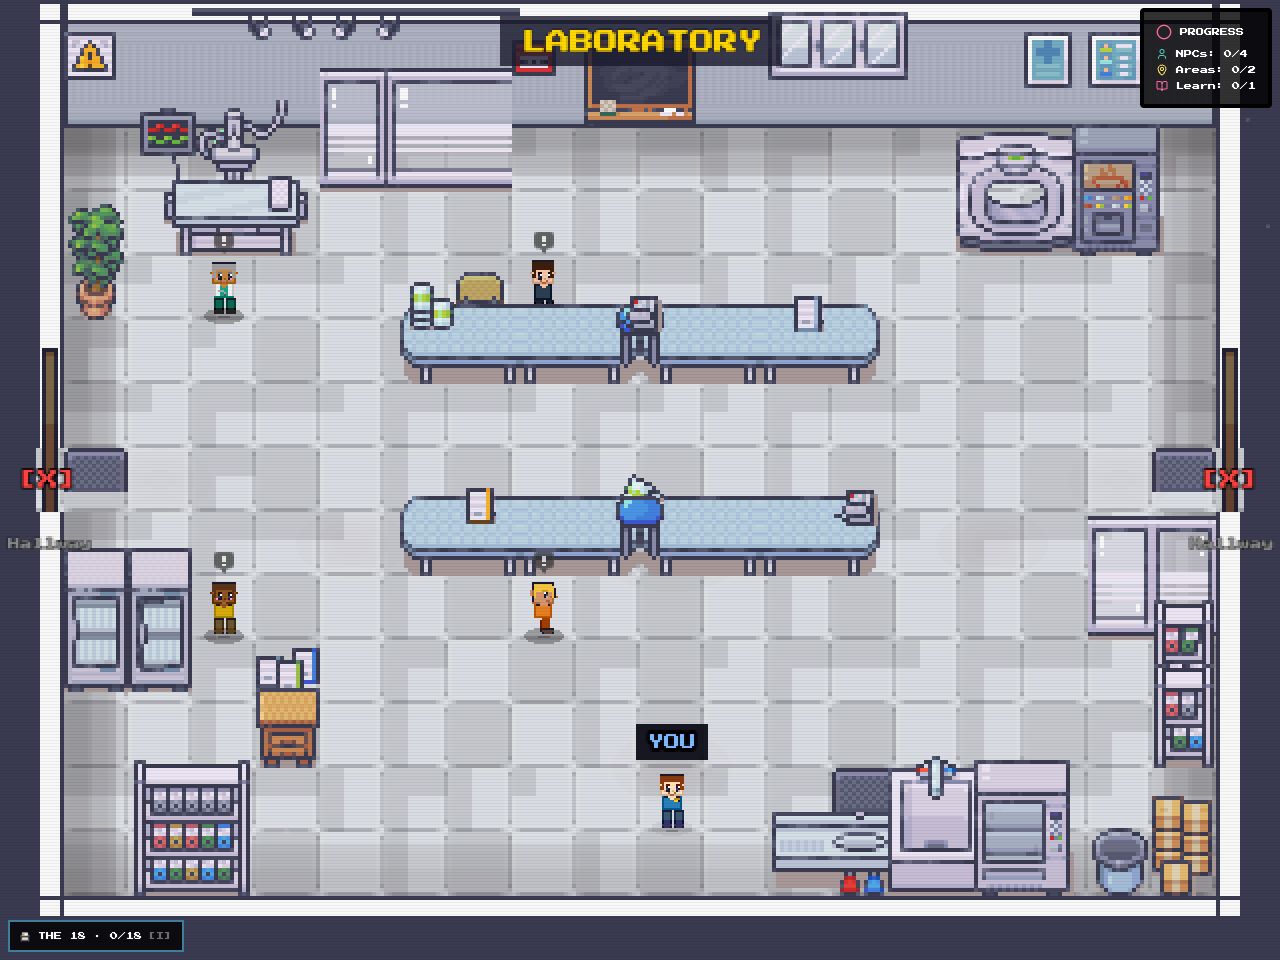 LABORATORY
PROGRESS
NPCs: 0/4
Areas: 0/2
Learn: 0/1
[X]
[X]
Hallway
Hallway
YOU
THE 18 · 0/18 [I]